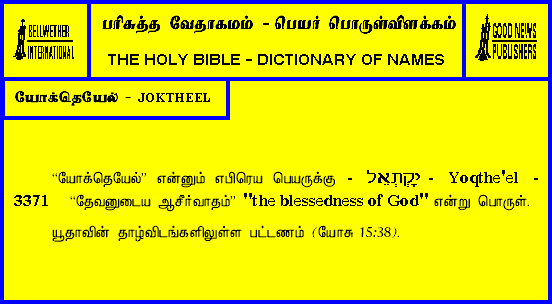 BELLWETHER
INTERNATIONAL
பரிசுத்த வேதாகமம் - பெயர் பொருள்விளக்கம்
THE HOLY BIBLE - DICTIONARY OF NAMES
GOOD NEWS
PUBLISHERS
யோக்தெயேல் - JOKTHEEL
“யோக்தெயேல்” என்னும் எபிரெய பெயருக்கு - יָקְתְאֵל - Yoqthe'el -
3371 “தேவனுடைய ஆசீர்வாதம்” "the blessedness of God" என்று பொருள்.
யூதாவின் தாழ்விடங்களிலுள்ள பட்டணம் (யோசு 15:38).